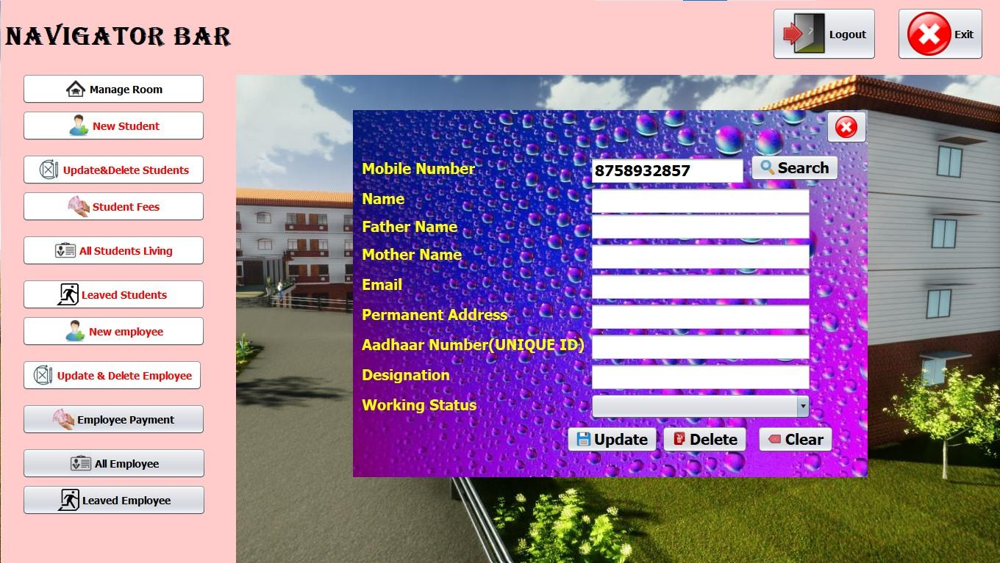 NAVIGATOR BAR
Logout
Exit
Manage Room
New Student
Update&Delete Students
Student Fees
All Students Living
Leaved Students
New employee
Update & Delete Employee
Employee Payment
All Employee
Leaved Employee
Mobile Number 8758932857 Search
Name
Father Name
Mother Name
Email
Permanent Address
Aadhaar Number(UNIQUE ID)
Designation
Working Status
Update Delete Clear